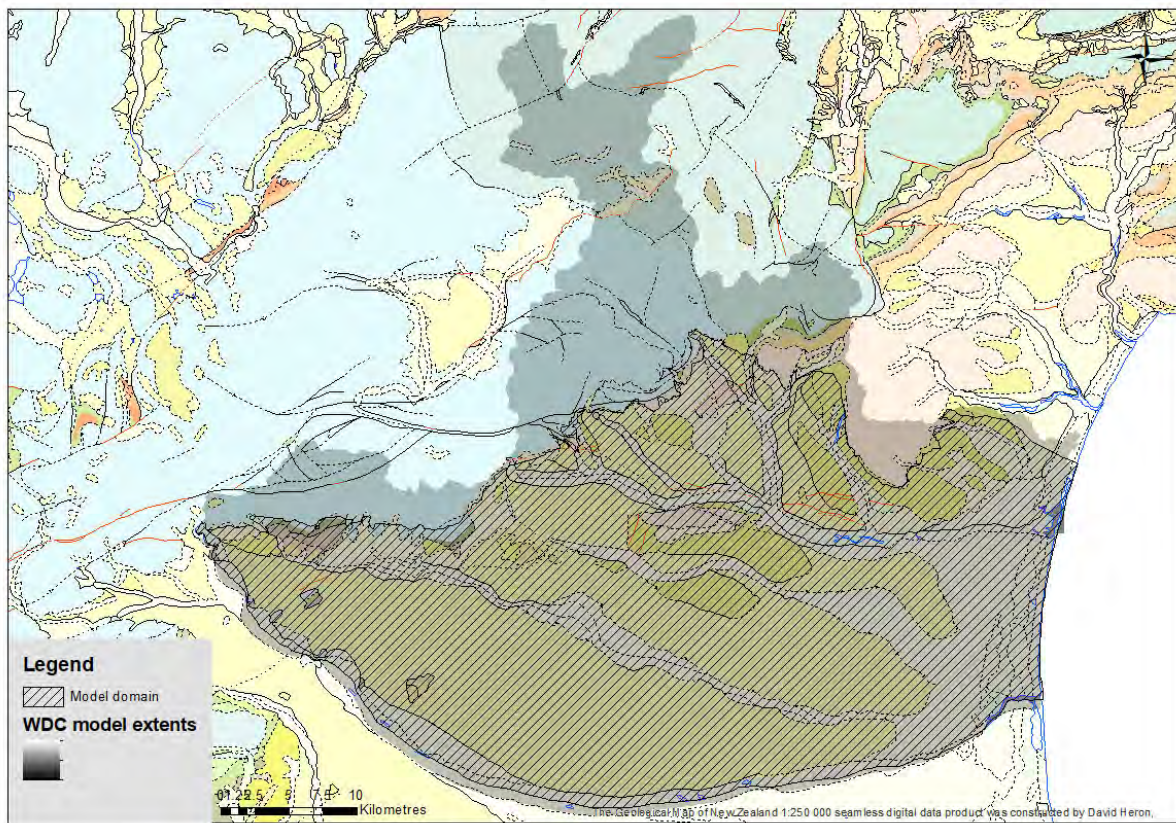 Legend
Model domain
WDC model extents
0 1.25 2.5 5 7.5 10
Kilometres
The Geological Map of New Zealand 1:250 000 seamless digital data product was constructed by David Heron,